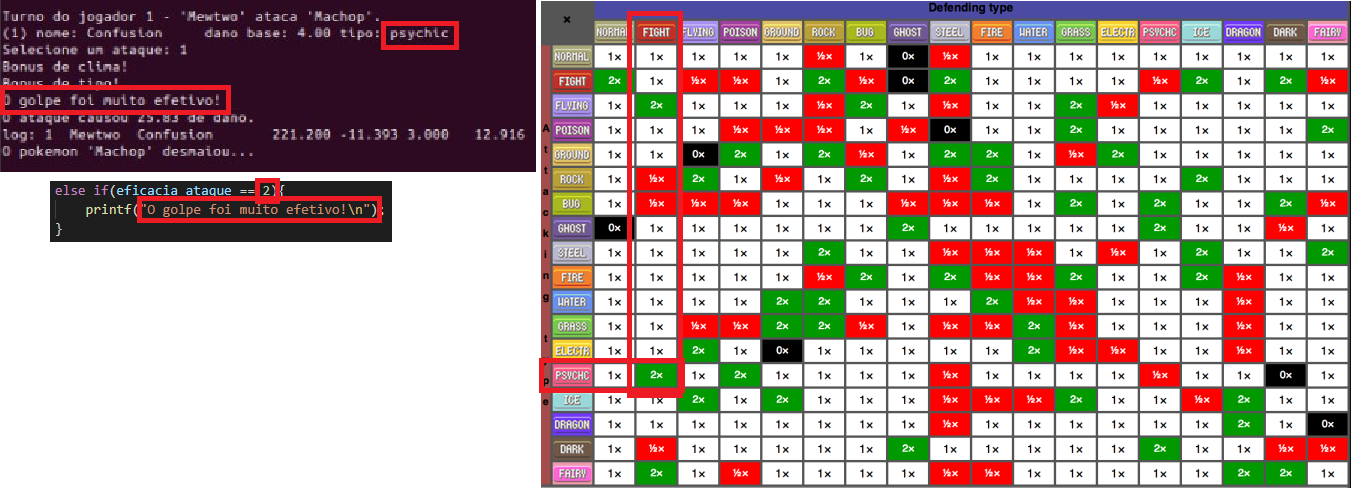 Turno do jogador 1 - 'Mewtwo' ataca 'Machop'.
(1) nome: Confusion dano base: 4.00 tipo: psychic
Selecione um ataque: 1
Bonus de clima!
Bonus de tipo!
O golpe foi muito efetivo!
O ataque causou 25.83 de dano.
log: 1 Mewtwo Confusion 221.200 -11.393 3.000 12.916
O pokemon 'Machop' desmaiou...
else if(eficacia ataque == 2){
printf("O golpe foi muito efetivo!\n");
}
Defending type
× NORMAL FIGHT FLYING POISON GROUND ROCK BUG GHOST STEEL FIRE WATER GRASS ELECTR PSYCHC ICE DRAGON DARK FAIRY
Attacking type
NORMAL 1× 1× 1× 1× 1× ½× 1× 0× ½× 1× 1× 1× 1× 1× 1× 1× 1× 1×
FIGHT 2× 1× ½× ½× 1× 2× ½× 0× 2× 1× 1× 1× 1× ½× 2× 1× 2× ½×
FLYING 1× 2× 1× 1× 1× ½× 2× 1× ½× 1× 1× 2× ½× 1× 1× 1× 1× 1×
POISON 1× 1× 1× ½× ½× ½× 1× ½× 0× 1× 1× 2× 1× 1× 1× 1× 1× 2×
GROUND 1× 1× 0× 2× 1× 2× ½× 1× 2× 2× 1× ½× 2× 1× 1× 1× 1× 1×
ROCK 1× ½× 2× 1× ½× 1× 2× 1× ½× 2× 1× 1× 1× 1× 2× 1× 1× 1×
BUG 1× ½× ½× ½× 1× 1× 1× ½× ½× ½× 1× 2× 1× 2× 1× 1× 2× ½×
GHOST 0× 1× 1× 1× 1× 1× 1× 2× 1× 1× 1× 1× 1× 2× 1× 1× ½× 1×
STEEL 1× 1× 1× 1× 1× 2× 1× 1× ½× ½× ½× 1× ½× 1× 2× 1× 1× 2×
FIRE 1× 1× 1× 1× 1× ½× 2× 1× 2× ½× ½× 2× 1× 1× 2× ½× 1× 1×
WATER 1× 1× 1× 1× 2× 2× 1× 1× 1× 2× ½× ½× 1× 1× 1× ½× 1× 1×
GRASS 1× 1× ½× ½× 2× 2× ½× 1× ½× ½× 2× ½× 1× 1× 1× ½× 1× 1×
ELECTR 1× 1× 2× 1× 0× 1× 1× 1× 1× 1× 2× ½× ½× 1× 1× ½× 1× 1×
PSYCHC 1× 2× 1× 2× 1× 1× 1× 1× ½× 1× 1× 1× 1× ½× 1× 1× 0× 1×
ICE 1× 1× 2× 1× 2× 1× 1× 1× ½× ½× ½× 2× 1× 1× ½× 2× 1× 1×
DRAGON 1× 1× 1× 1× 1× 1× 1× 1× ½× 1× 1× 1× 1× 1× 1× 2× 1× 0×
DARK 1× ½× 1× 1× 1× 1× 1× 2× 1× 1× 1× 1× 1× 2× 1× 1× ½× ½×
FAIRY 1× 2× 1× ½× 1× 1× 1× 1× ½× ½× 1× 1× 1× 1× 1× 2× 2× 1×